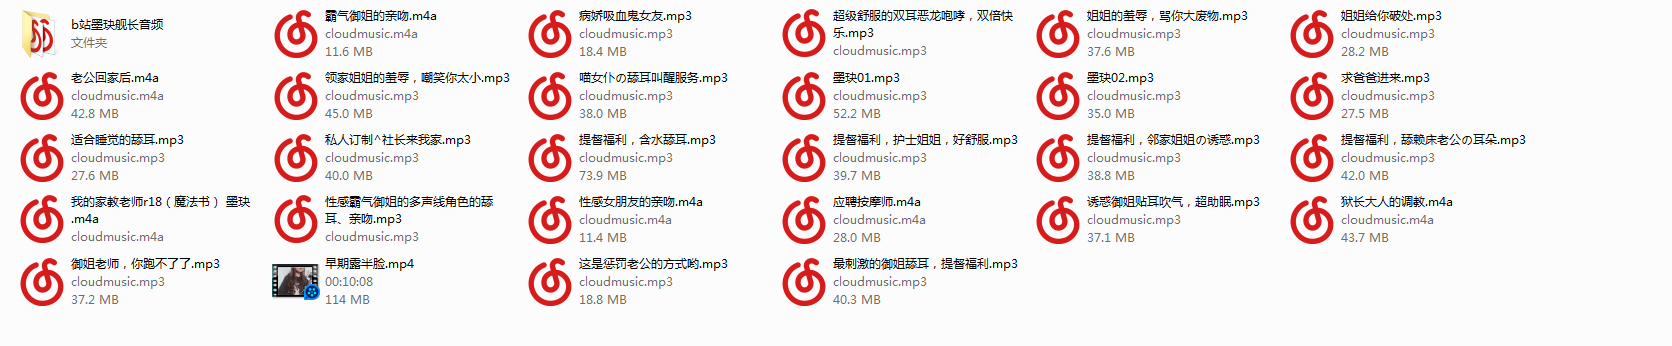 b站墨玦舰长音频
文件夹
霸气御姐的亲吻.m4a
cloudmusic.m4a
11.6 MB
病娇吸血鬼女友.mp3
cloudmusic.mp3
18.4 MB
超级舒服的双耳恶龙咆哮，双倍快
乐.mp3
cloudmusic.mp3
姐姐的羞辱，骂你大废物.mp3
cloudmusic.mp3
37.6 MB
姐姐给你破处.mp3
cloudmusic.mp3
28.2 MB
老公回家后.m4a
cloudmusic.m4a
42.8 MB
领家姐姐的羞辱，嘲笑你太小.mp3
cloudmusic.mp3
45.0 MB
喵女仆の舔耳叫醒服务.mp3
cloudmusic.mp3
38.0 MB
墨玦01.mp3
cloudmusic.mp3
52.2 MB
墨玦02.mp3
cloudmusic.mp3
35.0 MB
求爸爸进来.mp3
cloudmusic.mp3
27.5 MB
适合睡觉的舔耳.mp3
cloudmusic.mp3
27.6 MB
私人订制^社长来我家.mp3
cloudmusic.mp3
40.0 MB
提督福利，含水舔耳.mp3
cloudmusic.mp3
73.9 MB
提督福利，护士姐姐，好舒服.mp3
cloudmusic.mp3
39.7 MB
提督福利，邻家姐姐の诱惑.mp3
cloudmusic.mp3
38.8 MB
提督福利，舔赖床老公の耳朵.mp3
cloudmusic.mp3
42.0 MB
我的家教老师r18（魔法书） 墨玦
.m4a
cloudmusic.m4a
性感霸气御姐的多声线角色的舔
耳、亲吻.mp3
cloudmusic.mp3
性感女朋友的亲吻.m4a
cloudmusic.m4a
11.4 MB
应聘按摩师.m4a
cloudmusic.m4a
28.0 MB
诱惑御姐贴耳吹气，超助眠.mp3
cloudmusic.mp3
37.1 MB
狱长大人的调教.m4a
cloudmusic.m4a
43.7 MB
御姐老师，你跑不了了.mp3
cloudmusic.mp3
37.2 MB
早期露半脸.mp4
00:10:08
114 MB
这是惩罚老公的方式哟.mp3
cloudmusic.mp3
18.8 MB
最刺激的御姐舔耳，提督福利.mp3
cloudmusic.mp3
40.3 MB